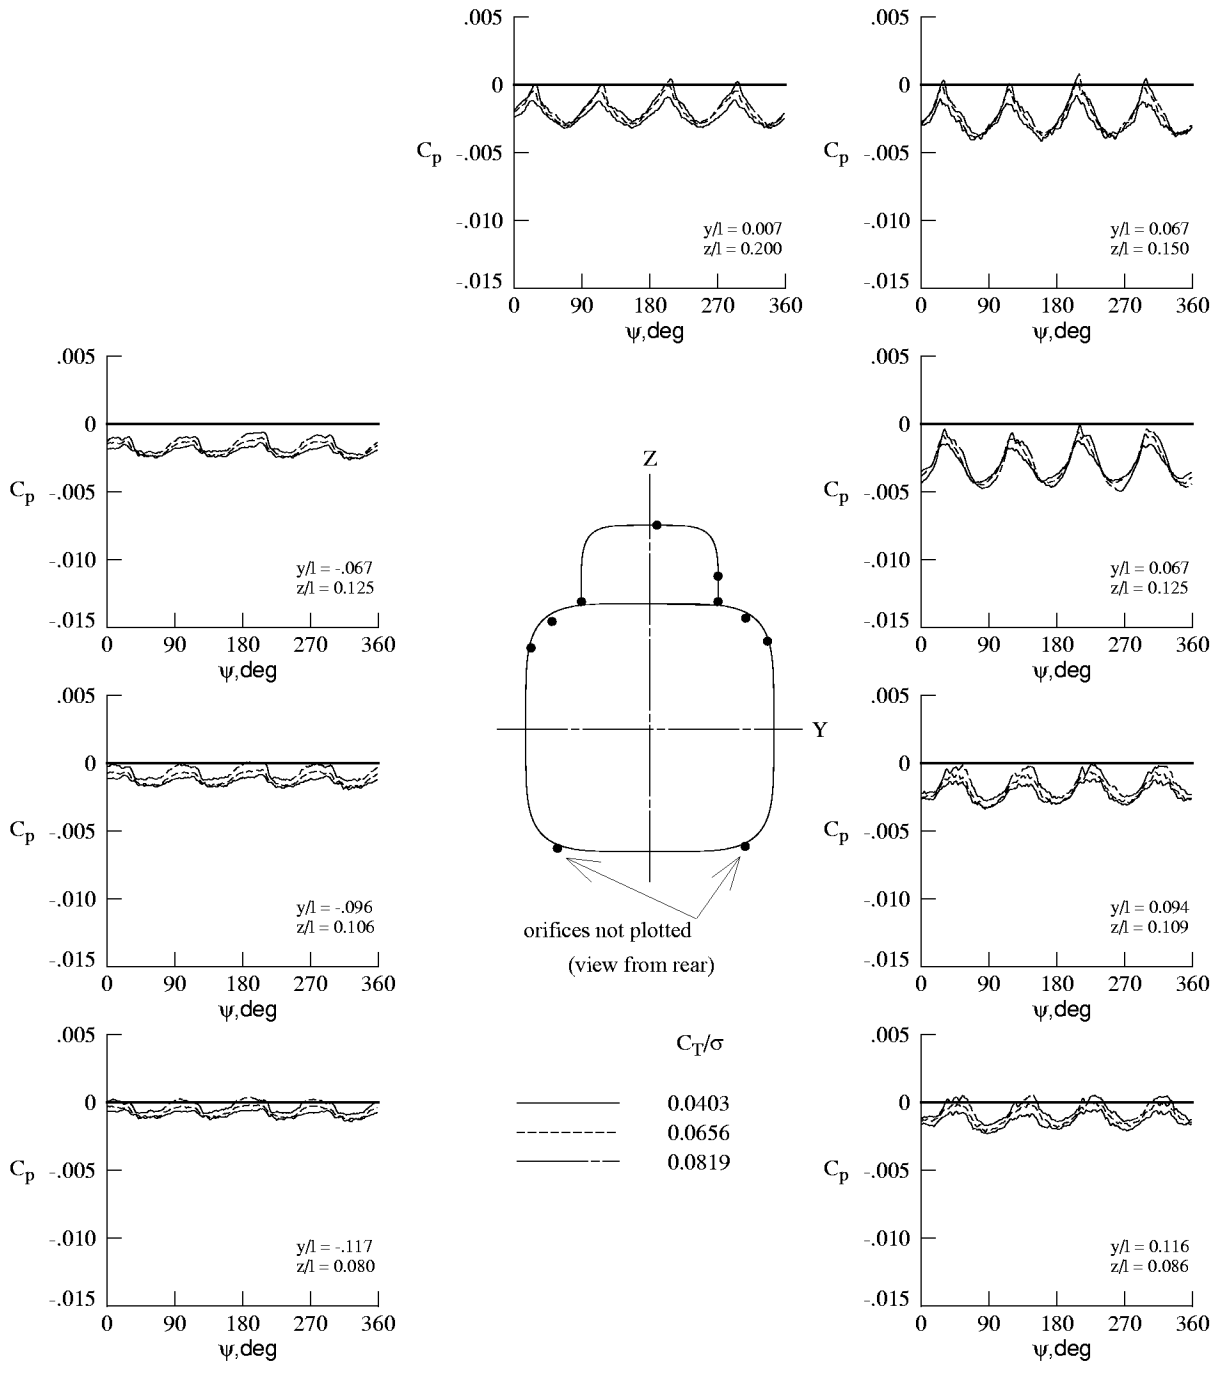 .005
0
Cp -.005
-.010
y/l = 0.007
z/l = 0.200
-.015
0 90 180 270 360
ψ,deg
.005
0
Cp -.005
-.010
y/l = 0.067
z/l = 0.150
-.015
0 90 180 270 360
ψ,deg
.005
0
Cp -.005
-.010
y/l = -.067
z/l = 0.125
-.015
0 90 180 270 360
ψ,deg
.005
0
Cp -.005
-.010
y/l = 0.067
z/l = 0.125
-.015
0 90 180 270 360
ψ,deg
Z
Y
orifices not plotted
(view from rear)
.005
0
Cp -.005
-.010
y/l = -.096
z/l = 0.106
-.015
0 90 180 270 360
ψ,deg
.005
0
Cp -.005
-.010
y/l = 0.094
z/l = 0.109
-.015
0 90 180 270 360
ψ,deg
.005
0
Cp -.005
-.010
y/l = -.117
z/l = 0.080
-.015
0 90 180 270 360
ψ,deg
CT/σ
0.0403
0.0656
0.0819
.005
0
Cp -.005
-.010
y/l = 0.116
z/l = 0.086
-.015
0 90 180 270 360
ψ,deg